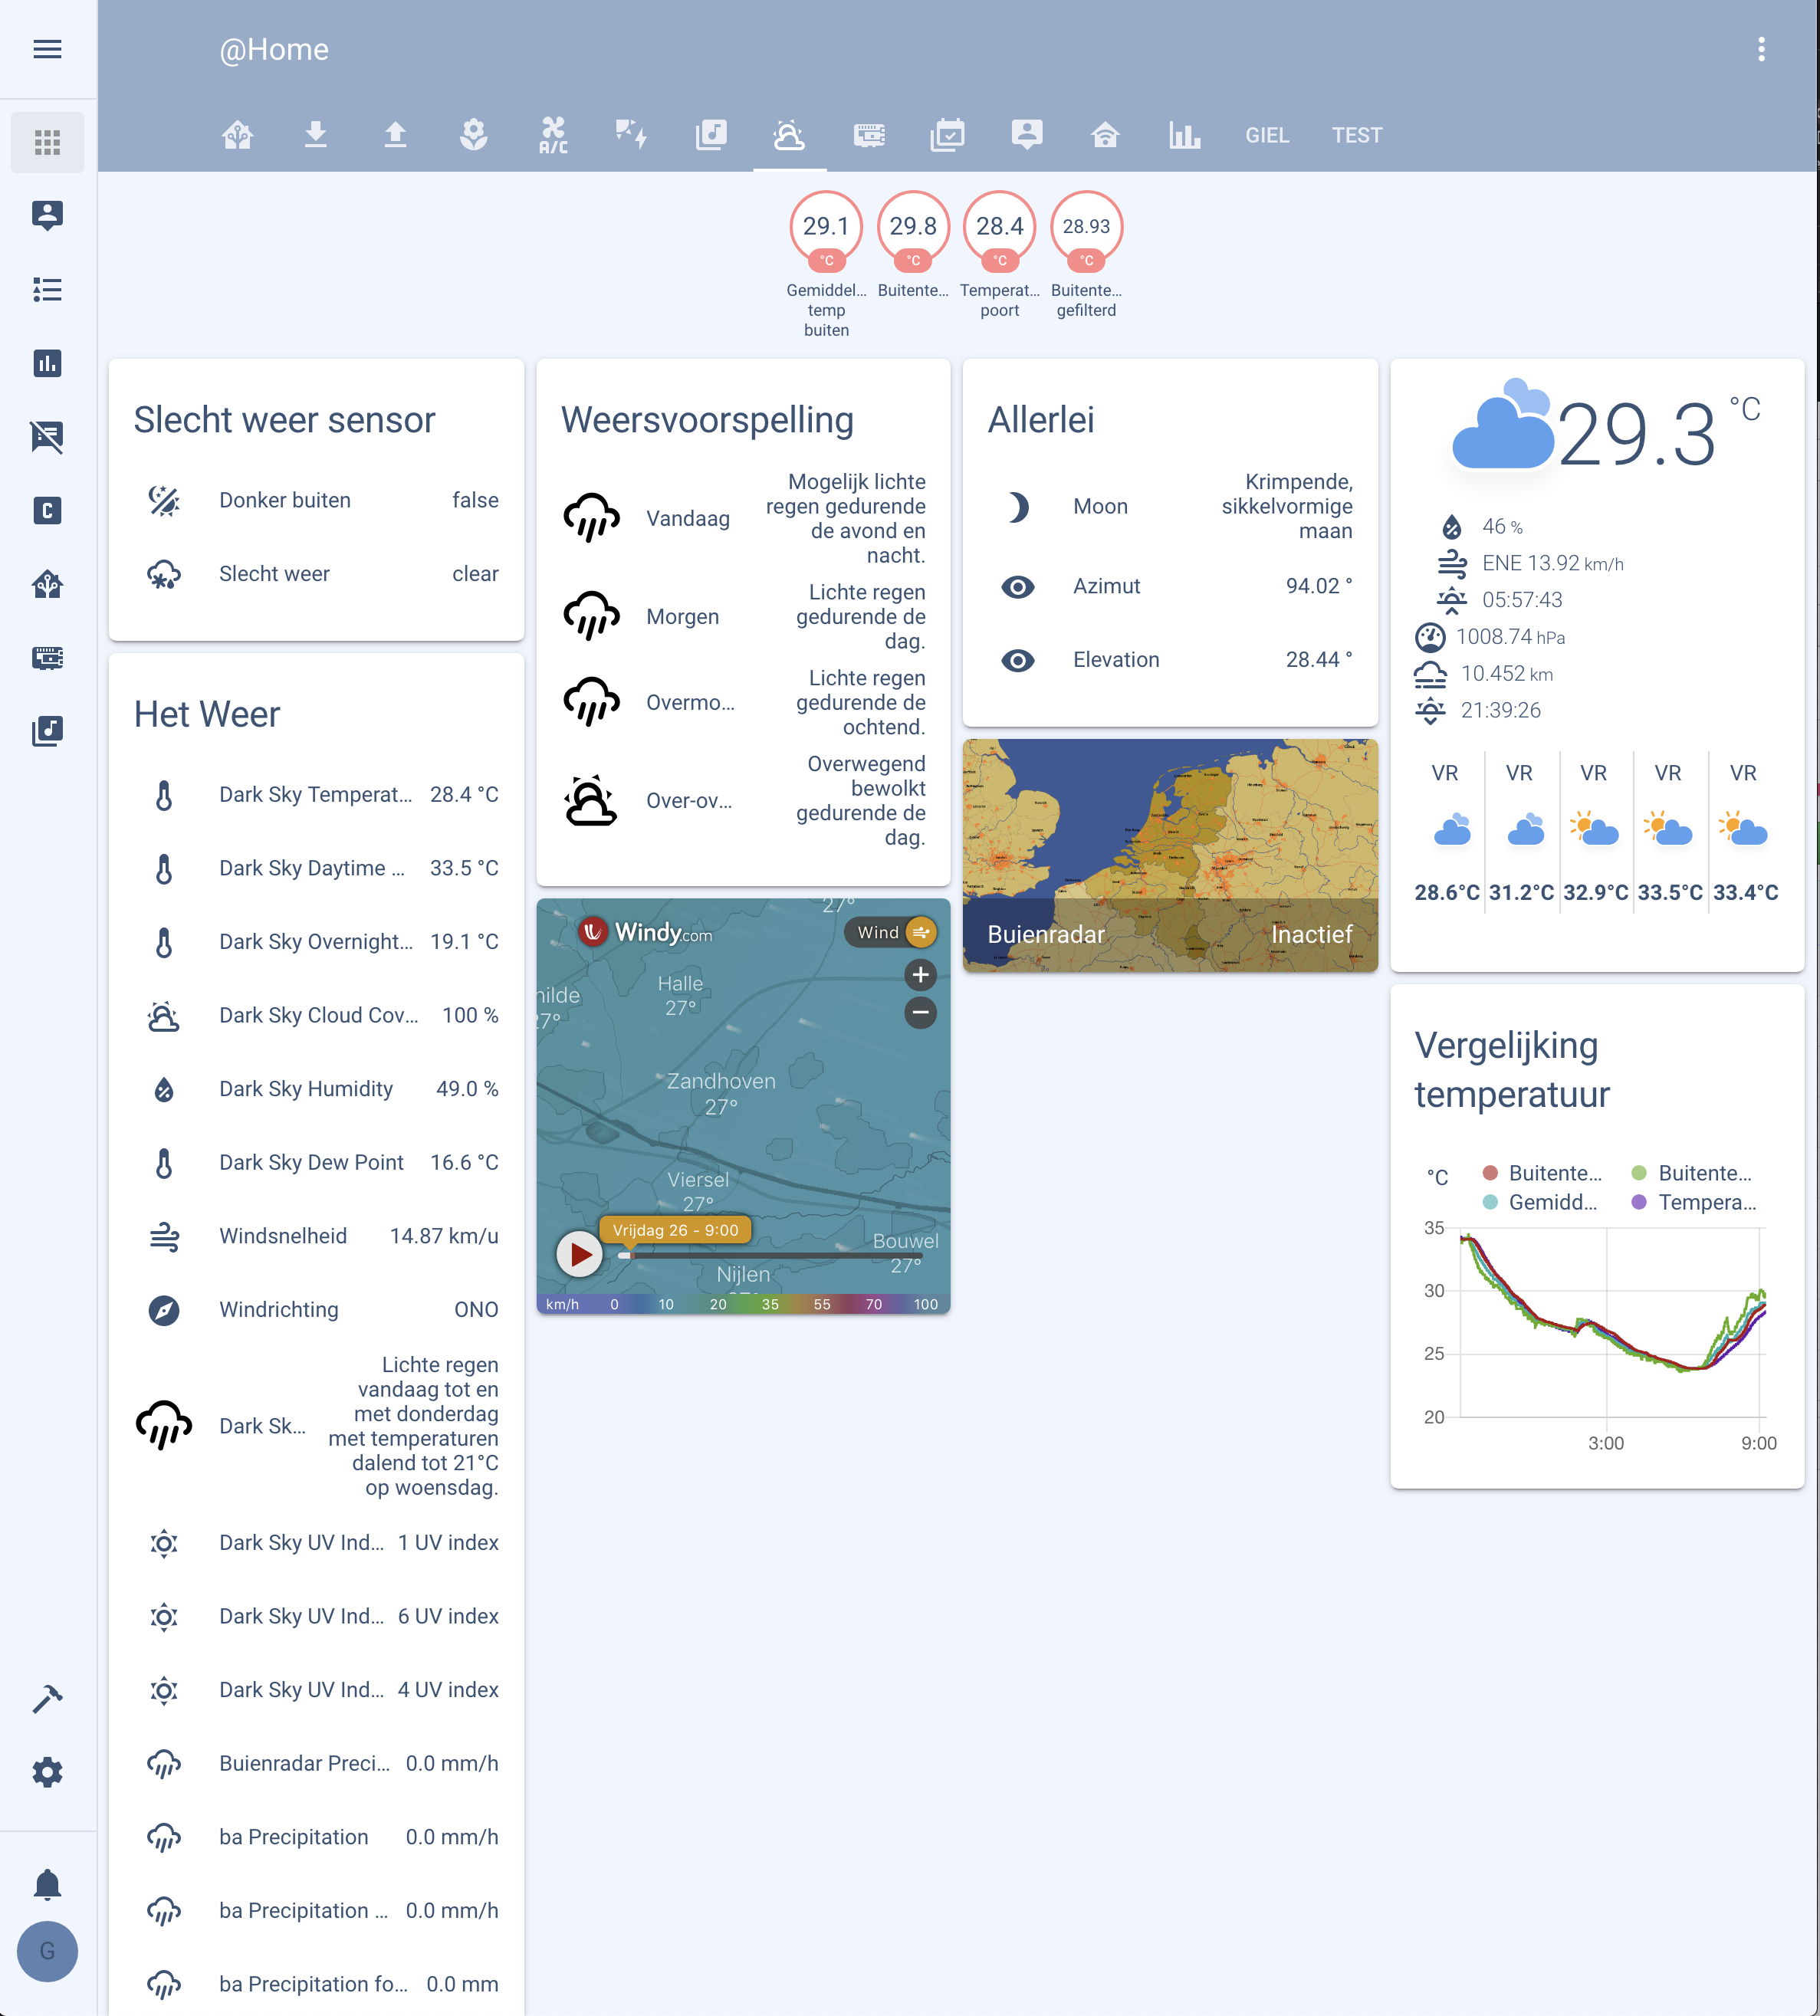 @Home
A/C
GIEL
TEST
29.1
°C
Gemiddel...
temp
buiten
29.8
°C
Buitente...
28.4
°C
Temperat...
poort
28.93
°C
Buitente...
gefilterd
Slecht weer sensor
Donker buiten false
Slecht weer clear
Het Weer
Dark Sky Temperat... 28.4 °C
Dark Sky Daytime ... 33.5 °C
Dark Sky Overnight... 19.1 °C
Dark Sky Cloud Cov... 100 %
Dark Sky Humidity 49.0 %
Dark Sky Dew Point 16.6 °C
Windsnelheid 14.87 km/u
Windrichting ONO
Dark Sk...
Lichte regen
vandaag tot en
met donderdag
met temperaturen
dalend tot 21°C
op woensdag.
Dark Sky UV Ind... 1 UV index
Dark Sky UV Ind... 6 UV index
Dark Sky UV Ind... 4 UV index
Buienradar Preci... 0.0 mm/h
ba Precipitation 0.0 mm/h
ba Precipitation ... 0.0 mm/h
ba Precipitation fo... 0.0 mm
Weersvoorspelling
Vandaag
Mogelijk lichte
regen gedurende
de avond en
nacht.
Morgen
Lichte regen
gedurende de
dag.
Overmo...
Lichte regen
gedurende de
ochtend.
Over-ov...
Overwegend
bewolkt
gedurende de
dag.
27°
Windy.com
Wind
+
−
Halle
27°
hilde
27°
Zandhoven
27°
Viersel
27°
Vrijdag 26 - 9:00
Bouwel
27°
Nijlen
km/h 0 10 20 35 55 70 100
Allerlei
Moon
Krimpende,
sikkelvormige
maan
Azimut 94.02 °
Elevation 28.44 °
Buienradar Inactief
29.3 °C
46 %
ENE 13.92 km/h
05:57:43
1008.74 hPa
10.452 km
21:39:26
VR VR VR VR VR
28.6°C 31.2°C 32.9°C 33.5°C 33.4°C
Vergelijking
temperatuur
°C
Buitente... Buitente...
Gemidd... Tempera...
35
30
25
20
3:00 9:00
C
G